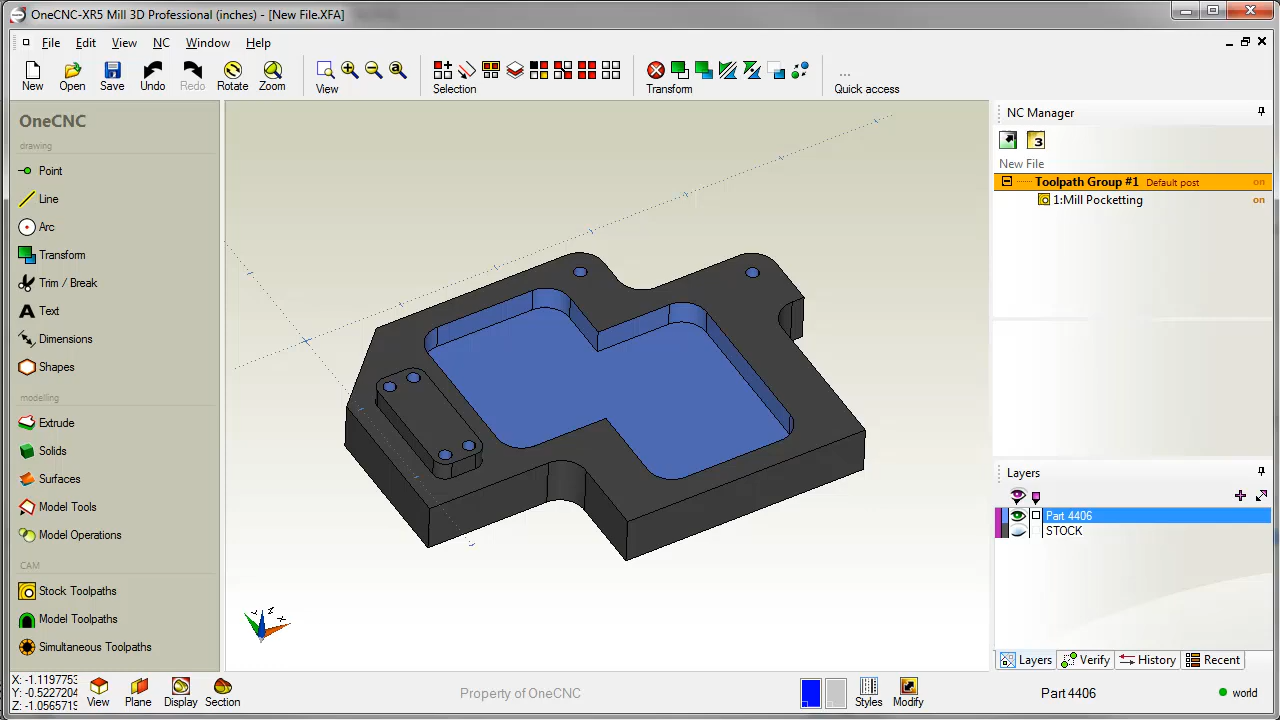 OneCNC-XR5 Mill 3D Professional (inches) - [New File.XFA]
File Edit View NC Window Help
New Open Save Undo Redo Rotate Zoom View Selection Transform ... Quick access
OneCNC
drawing
Point
Line
Arc
Transform
Trim / Break
Text
Dimensions
Shapes
modelling
Extrude
Solids
Surfaces
Model Tools
Model Operations
CAM
Stock Toolpaths
Model Toolpaths
Simultaneous Toolpaths
NC Manager
3
New File
Toolpath Group #1 Default post on
1:Mill Pocketting on
Layers
Part 4406
STOCK
Layers Verify History Recent
X: -1.1197753
Y: -0.5227204
Z: -1.0565719
View Plane Display Section
Property of OneCNC
Styles Modify
Part 4406
world